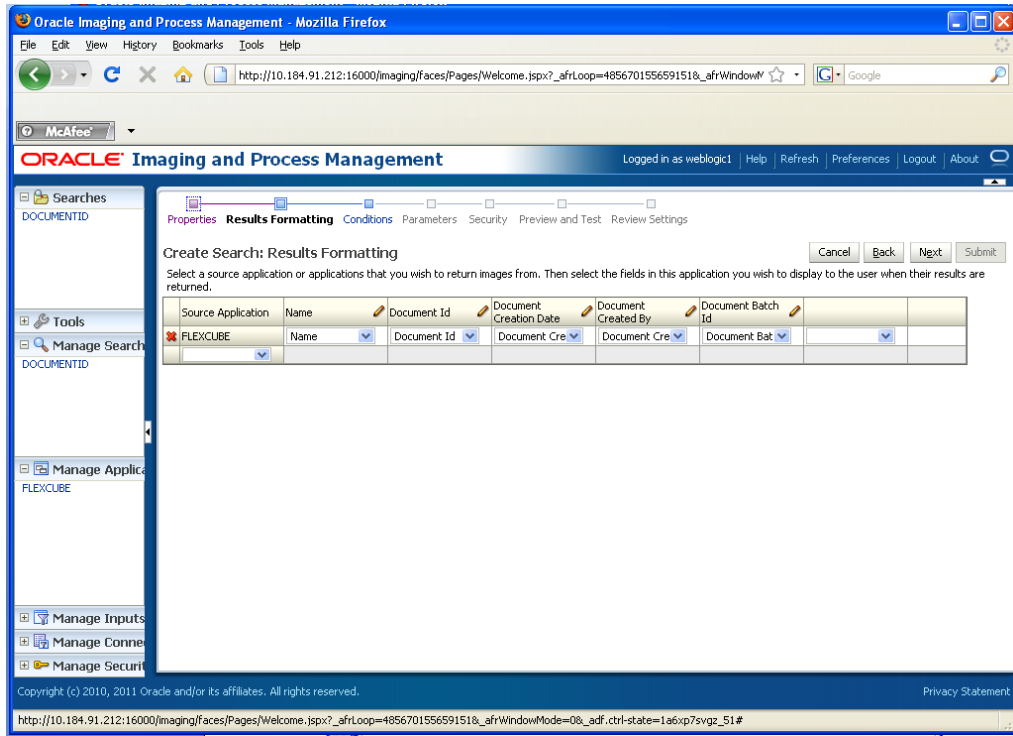 Oracle Imaging and Process Management - Mozilla Firefox
File Edit View History Bookmarks Tools Help
http://10.184.91.212:16000/imaging/faces/Pages/Welcome.jspx?_afrLoop=485670155659151&_afrWindowM
G Google
McAfee
ORACLE Imaging and Process Management
Logged in as weblogic1 Help Refresh Preferences Logout About
Searches
DOCUMENTID
Tools
Manage Search
DOCUMENTID
Manage Applica
FLEXCUBE
Manage Inputs
Manage Conne
Manage Securit
Properties Results Formatting Conditions Parameters Security Preview and Test Review Settings
Create Search: Results Formatting
Cancel Back Next Submit
Select a source application or applications that you wish to return images from. Then select the fields in this application you wish to display to the user when their results are
returned.
Source Application Name Document Id Document Creation Date Document Created By Document Batch Id
FLEXCUBE Name Document Id Document Cre Document Cre Document Bat
Copyright (c) 2010, 2011 Oracle and/or its affiliates. All rights reserved.
Privacy Statement
http://10.184.91.212:16000/imaging/faces/Pages/Welcome.jspx?_afrLoop=485670155659151&_afrWindowMode=0&_adf.ctrl-state=1a6xp7svgz_51#